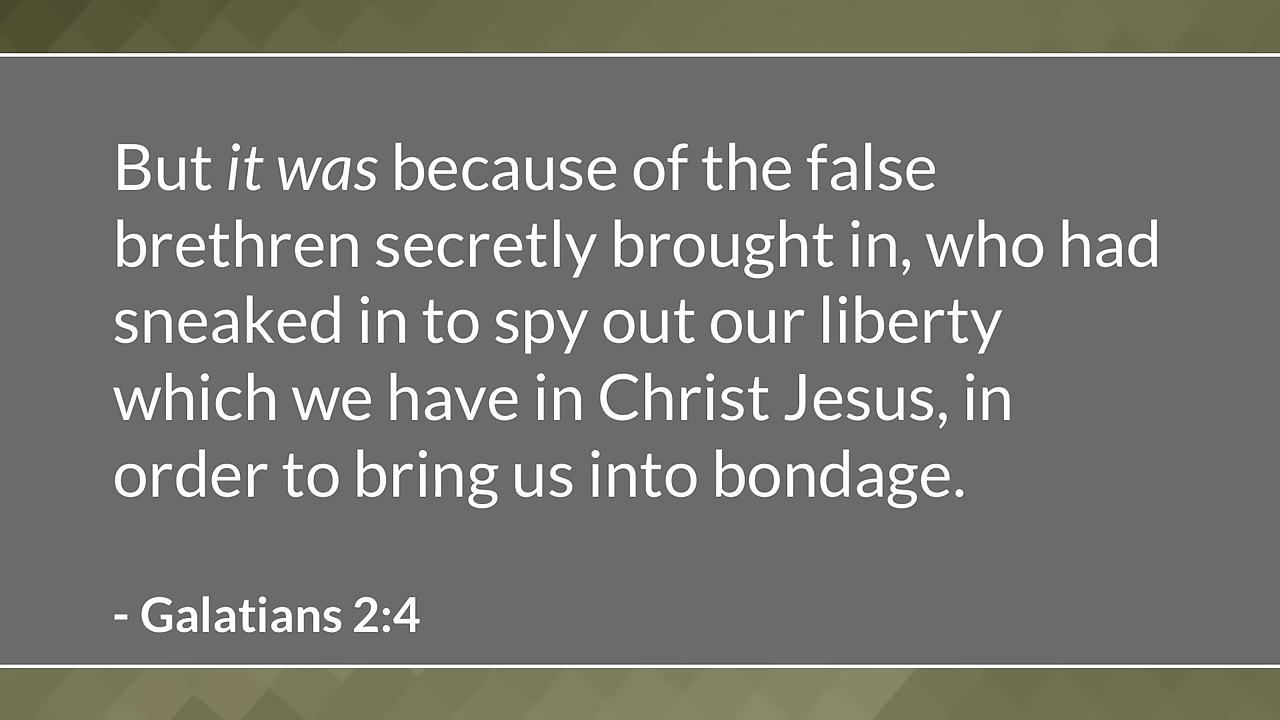 But it was because of the false
brethren secretly brought in, who had
sneaked in to spy out our liberty
which we have in Christ Jesus, in
order to bring us into bondage.
- Galatians 2:4